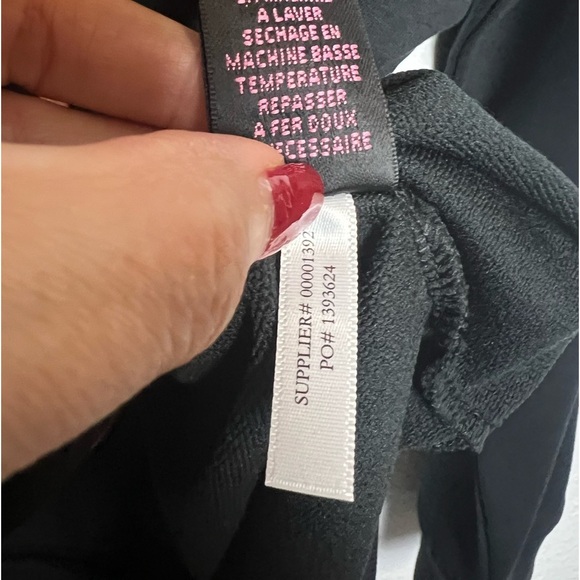 À LAVER
SECHAGE EN
MACHINE BASSE
TEMPERATURE
REPASSER
À FER DOUX
SUPPLIER# 00001392
PO# 1393624